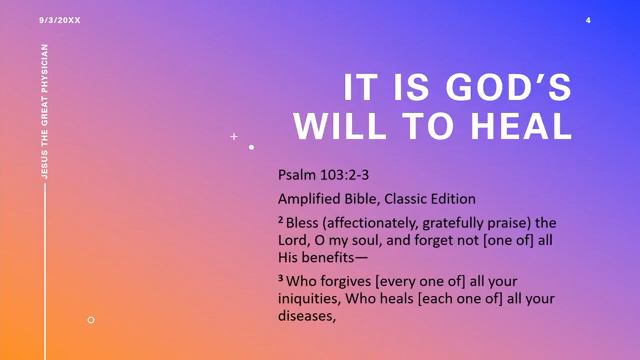 9/3/20XX
4
JESUS THE GREAT PHYSICIAN
IT IS GOD’S
WILL TO HEAL
Psalm 103:2-3
Amplified Bible, Classic Edition
2 Bless (affectionately, gratefully praise) the
Lord, O my soul, and forget not [one of] all
His benefits—
3 Who forgives [every one of] all your
iniquities, Who heals [each one of] all your
diseases,